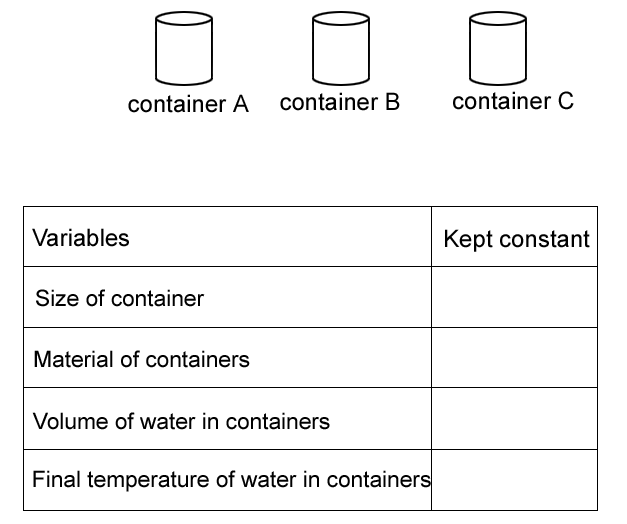 container A container B container C
Variables Kept constant
Size of container
Material of containers
Volume of water in containers
Final temperature of water in containers